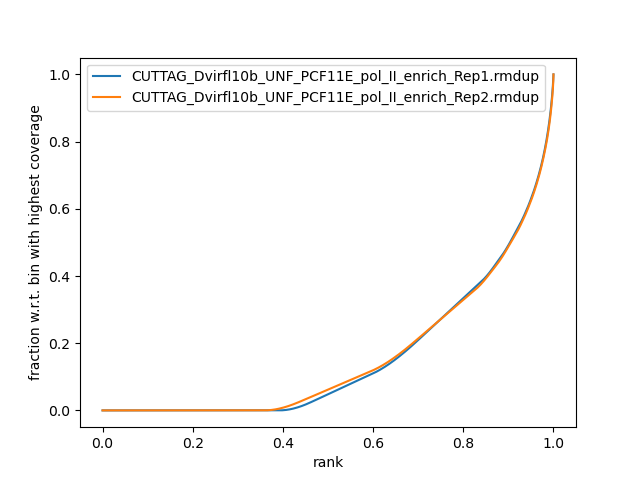 CUTTAG_Dvirfl10b_UNF_PCF11E_pol_II_enrich_Rep1.rmdup
CUTTAG_Dvirfl10b_UNF_PCF11E_pol_II_enrich_Rep2.rmdup
fraction w.r.t. bin with highest coverage
1.0
0.8
0.6
0.4
0.2
0.0
0.0 0.2 0.4 0.6 0.8 1.0
rank